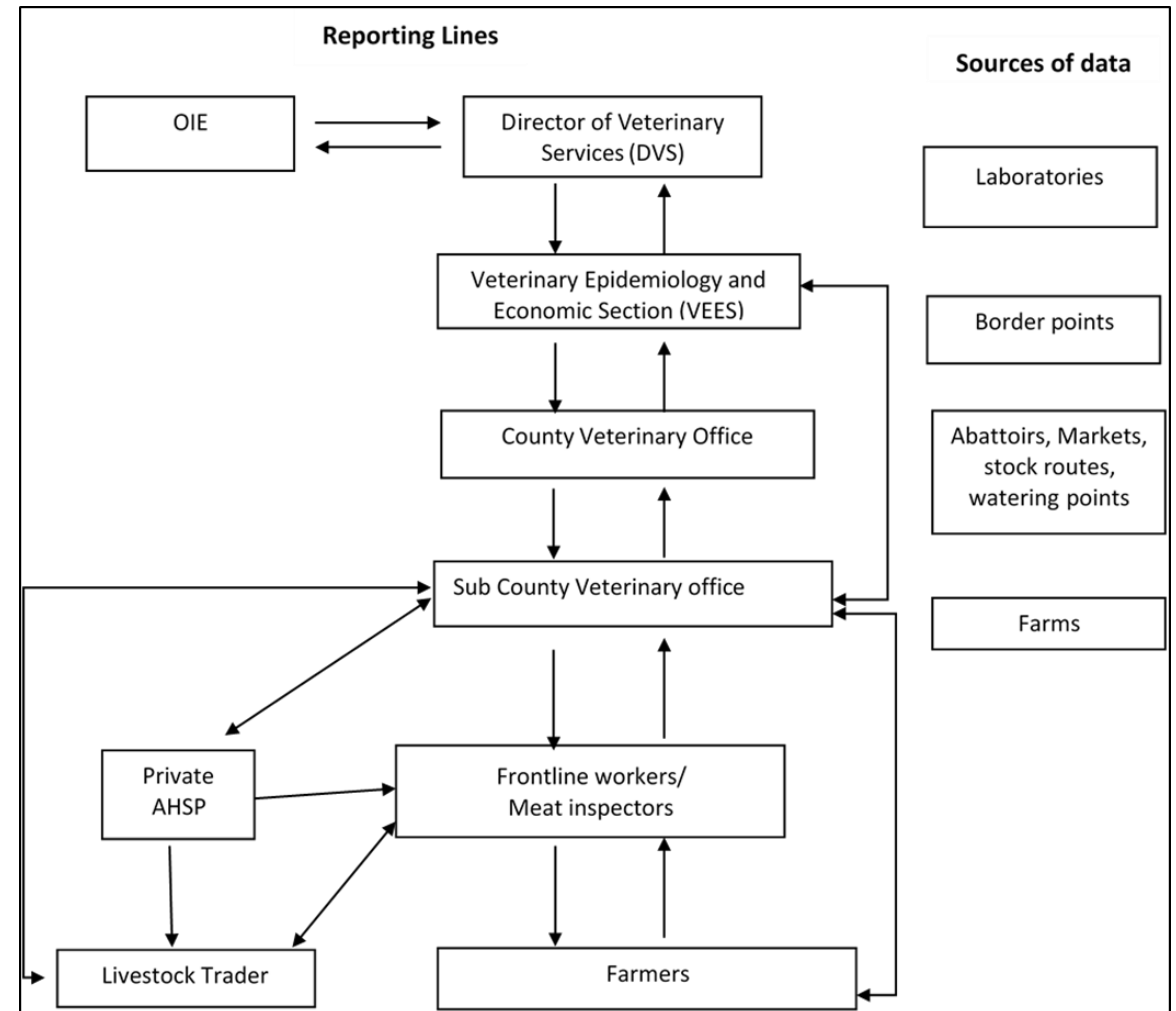 Reporting Lines
Sources of data
OIE
Director of Veterinary
Services (DVS)
Laboratories
Veterinary Epidemiology and
Economic Section (VEES)
Border points
County Veterinary Office
Abattoirs, Markets,
stock routes,
watering points
Sub County Veterinary office
Farms
Private
AHSP
Frontline workers/
Meat inspectors
Livestock Trader
Farmers